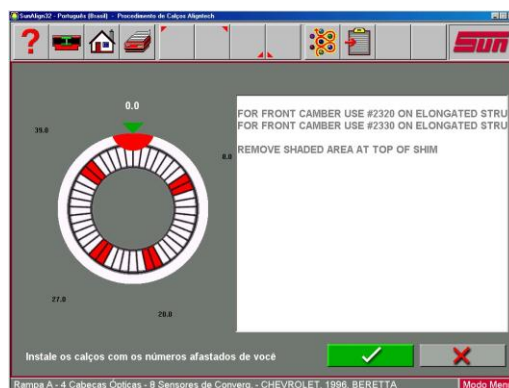 SunAlign32 - Português (Brasil) - Procedimento de Calços Aligntech
?
sun
0.0
39.0
8.0
27.0
20.0
FOR FRONT CAMBER USE #2320 ON ELONGATED STRU
FOR FRONT CAMBER USE #2330 ON ELONGATED STRU
REMOVE SHADED AREA AT TOP OF SHIM
Instale os calços com os números afastados de você
Rampa A - 4 Cabeças Ópticas - 8 Sensores de Converg. - CHEVROLET, 1996, BERETTA
Modo Menu